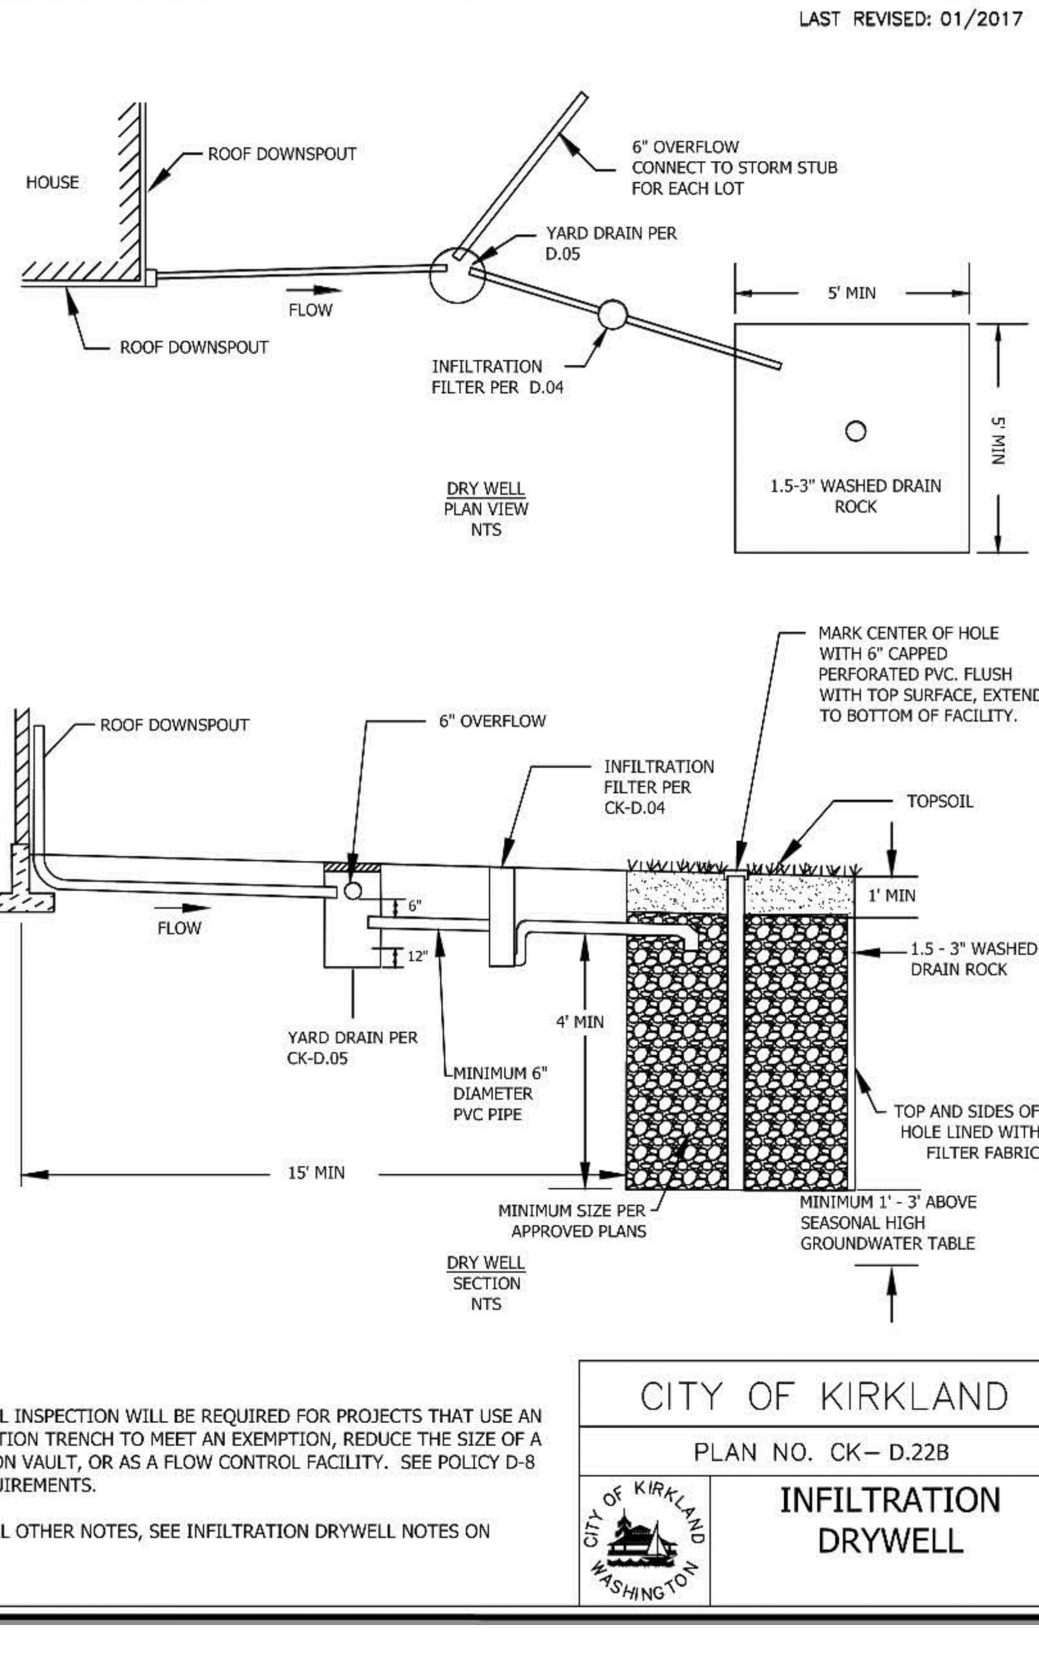 LAST REVISED: 01/2017
ROOF DOWNSPOUT
HOUSE
6" OVERFLOW
CONNECT TO STORM STUB
FOR EACH LOT
YARD DRAIN PER
D.05
FLOW
5' MIN
ROOF DOWNSPOUT
INFILTRATION
FILTER PER D.04
5' MIN
1.5-3" WASHED DRAIN
ROCK
DRY WELL
PLAN VIEW
NTS
MARK CENTER OF HOLE
WITH 6" CAPPED
PERFORATED PVC. FLUSH
WITH TOP SURFACE, EXTEND
TO BOTTOM OF FACILITY.
ROOF DOWNSPOUT
6" OVERFLOW
INFILTRATION
FILTER PER
CK-D.04
TOPSOIL
1' MIN
6"
FLOW
12"
1.5 - 3" WASHED
DRAIN ROCK
4' MIN
YARD DRAIN PER
CK-D.05
MINIMUM 6"
DIAMETER
PVC PIPE
TOP AND SIDES OF
HOLE LINED WITH
FILTER FABRIC
15' MIN
MINIMUM SIZE PER
APPROVED PLANS
MINIMUM 1' - 3' ABOVE
SEASONAL HIGH
GROUNDWATER TABLE
DRY WELL
SECTION
NTS
L INSPECTION WILL BE REQUIRED FOR PROJECTS THAT USE AN
TION TRENCH TO MEET AN EXEMPTION, REDUCE THE SIZE OF A
ON VAULT, OR AS A FLOW CONTROL FACILITY. SEE POLICY D-8
UIREMENTS.
L OTHER NOTES, SEE INFILTRATION DRYWELL NOTES ON
CITY OF KIRKLAND
PLAN NO. CK- D.22B
CITY OF KIRKLAND
WASHINGTON
INFILTRATION
DRYWELL